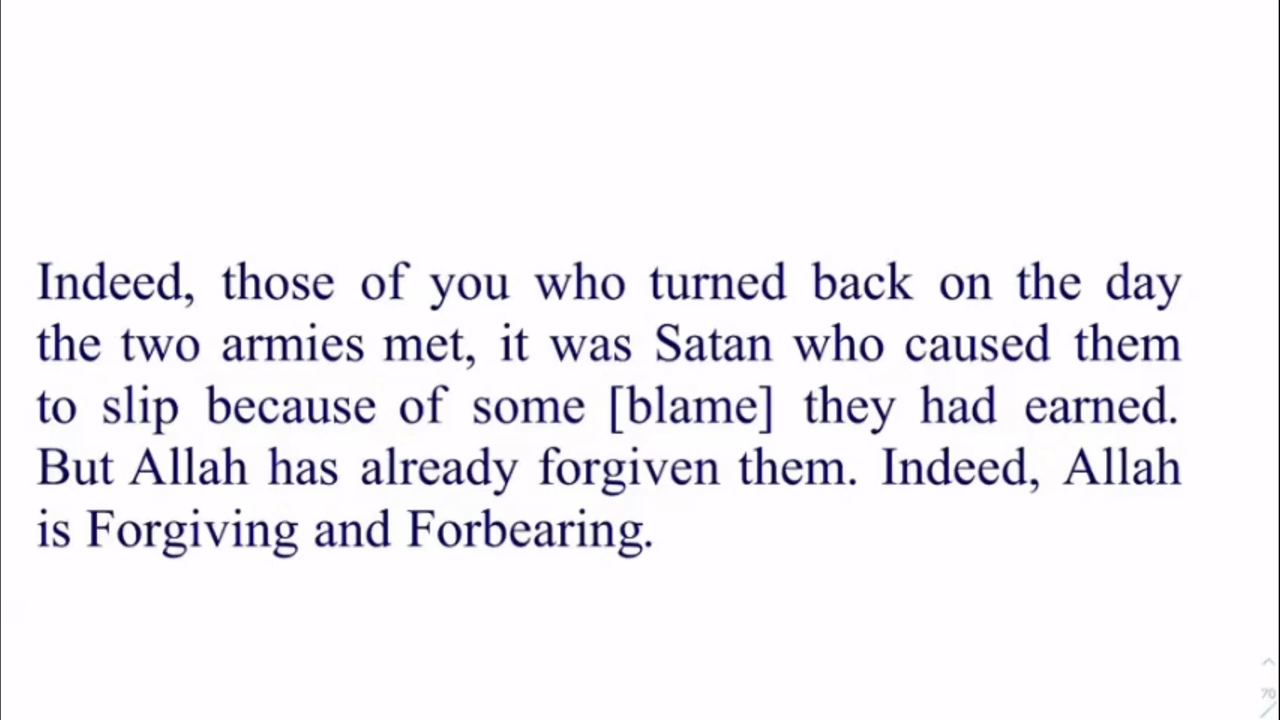 Indeed, those of you who turned back on the day
the two armies met, it was Satan who caused them
to slip because of some [blame] they had earned.
But Allah has already forgiven them. Indeed, Allah
is Forgiving and Forbearing.
70